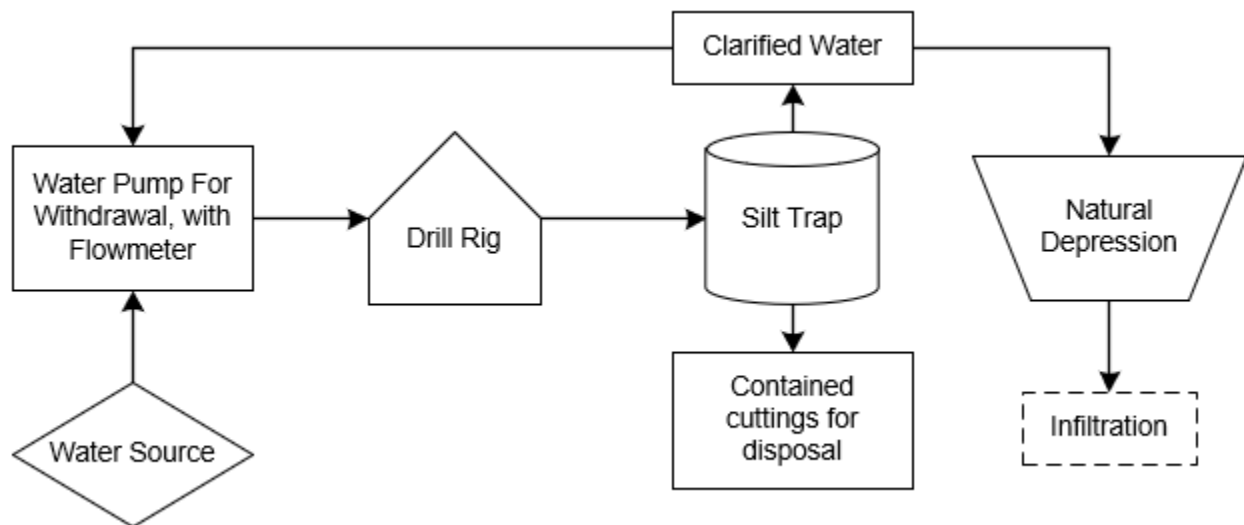 Clarified Water
Water Pump For
Withdrawal, with
Flowmeter
Drill Rig
Silt Trap
Natural
Depression
Water Source
Contained
cuttings for
disposal
Infiltration